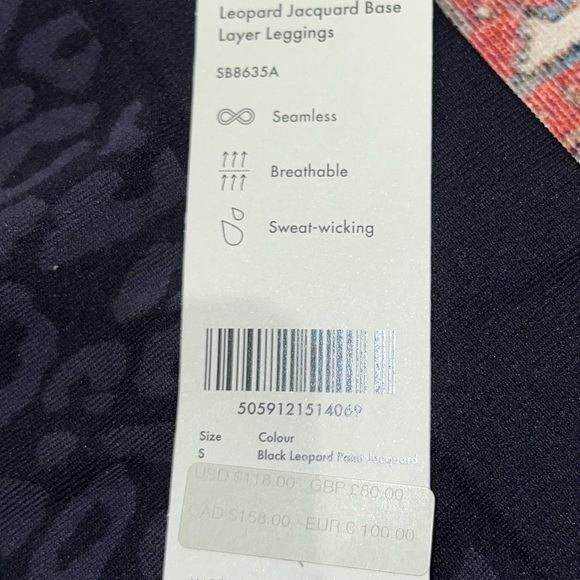 Leopard Jacquard Base
Layer Leggings
SB8635A
Seamless
Breathable
Sweat-wicking
5059121514069
Size Colour
S Black Leopard Paint Jacquard
USD $118.00 GBP £80.00
CAD $158.00 EUR € 100.00